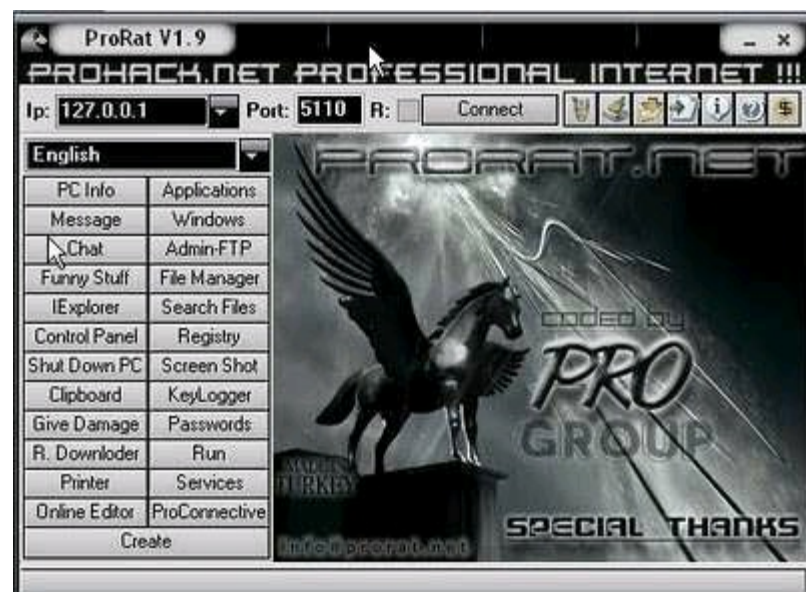 ProRat V1.9
PROHACK.NET PROFESSIONAL INTERNET !!!
Ip: 127.0.0.1 Port: 5110 R: Connect
English
PRORAT.NET
PC Info Applications
Message Windows
Chat Admin-FTP
Funny Stuff File Manager
IExplorer Search Files
Control Panel Registry
Shut Down PC Screen Shot
Clipboard KeyLogger
Give Damage Passwords
R. Downloder Run
Printer Services
Online Editor ProConnective
Create
coded by
PRO
GROUP
MADE IN
TURKEY
SPECIAL THANKS
info@prorat.net